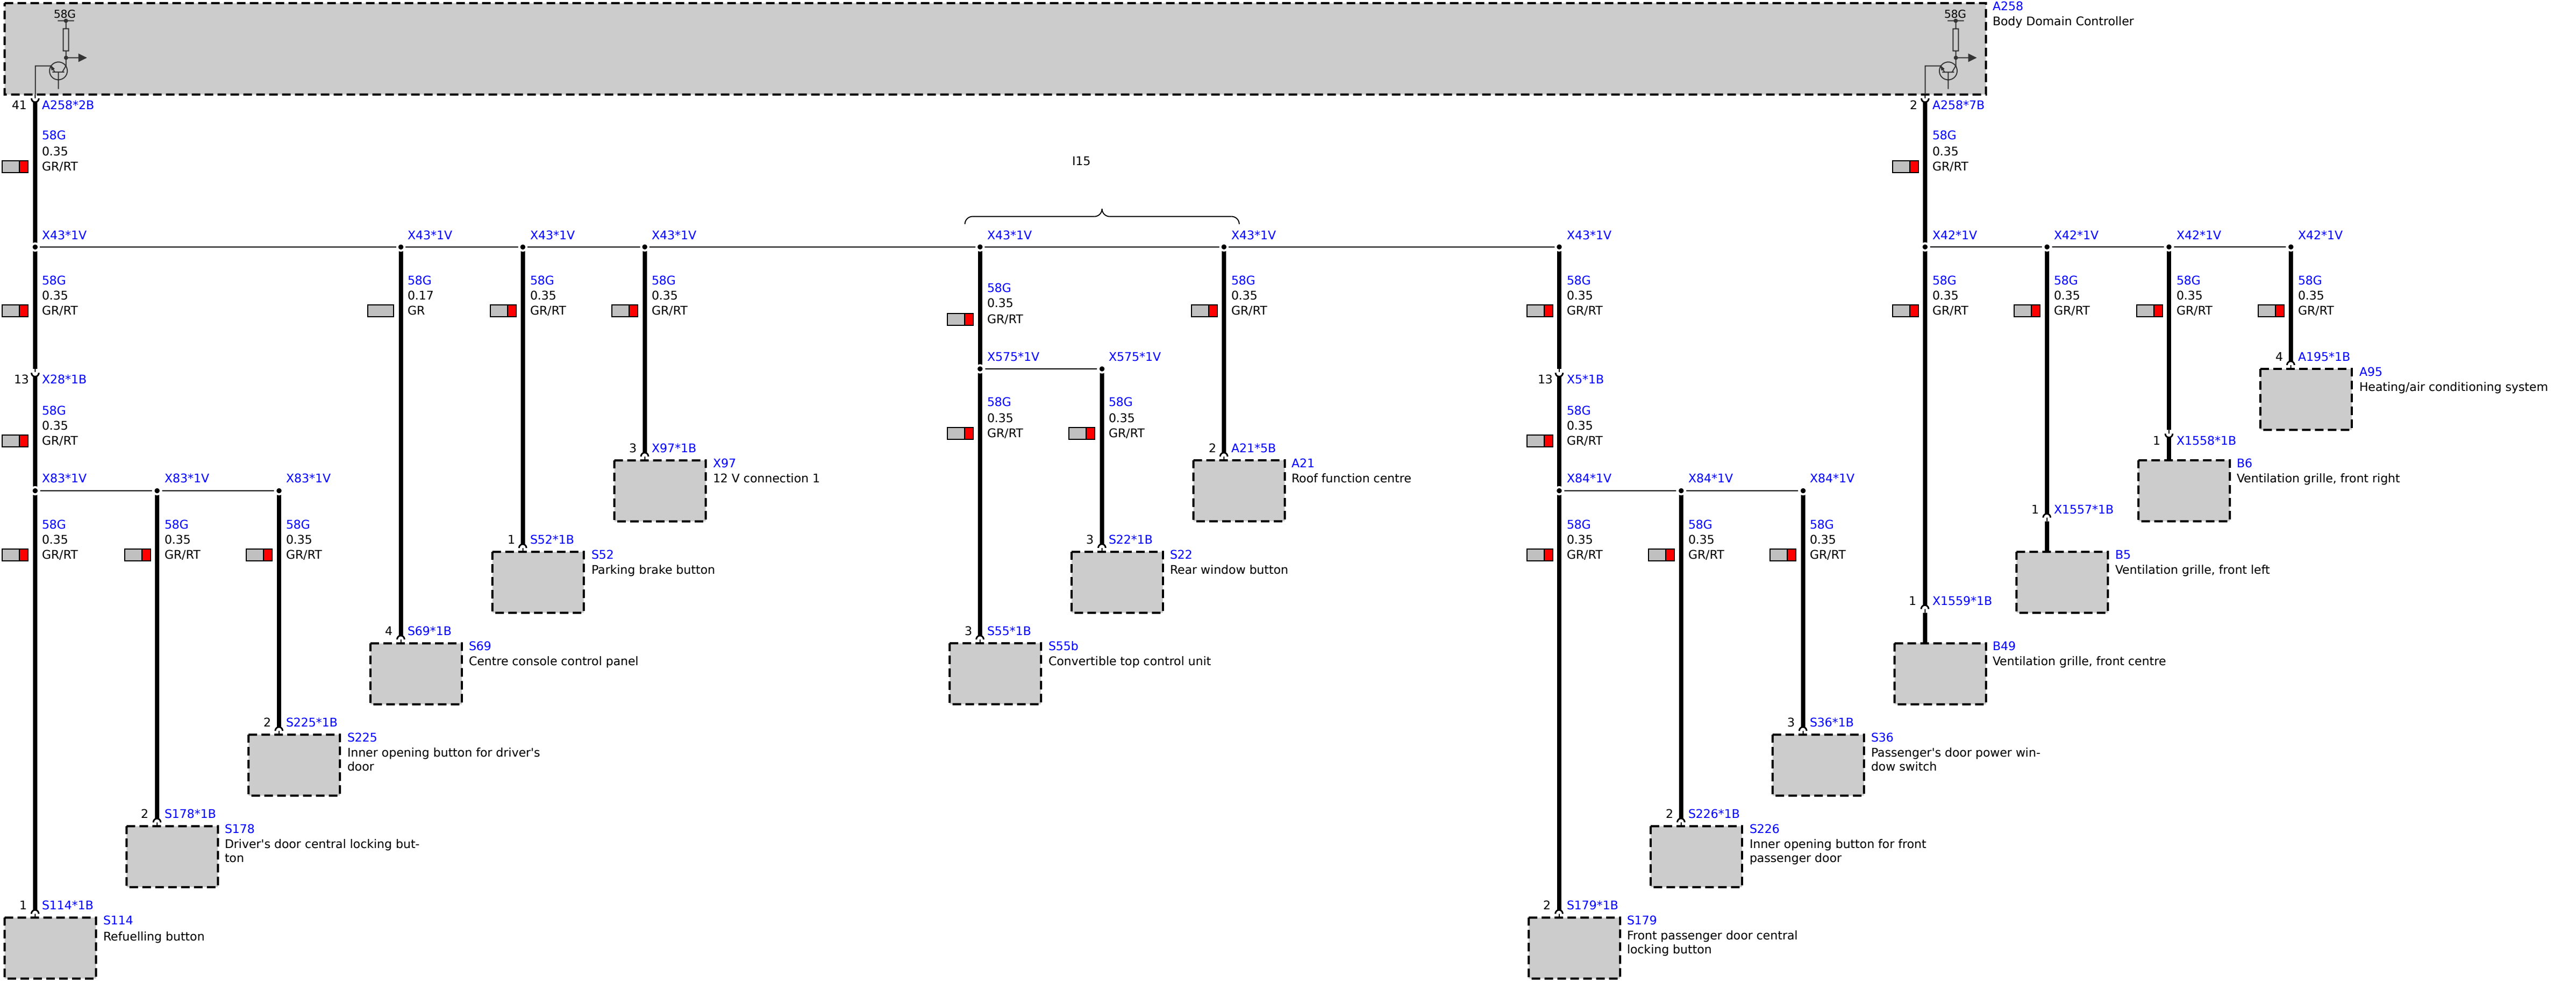 58G
58G
A258
Body Domain Controller
41
A258*2B
2
A258*7B
58G
0.35
GR/RT
58G
0.35
GR/RT
I15
X43*1V
X43*1V
X43*1V
X43*1V
X43*1V
X43*1V
X43*1V
X42*1V
X42*1V
X42*1V
X42*1V
58G
0.35
GR/RT
58G
0.17
GR
58G
0.35
GR/RT
58G
0.35
GR/RT
58G
0.35
GR/RT
58G
0.35
GR/RT
58G
0.35
GR/RT
58G
0.35
GR/RT
58G
0.35
GR/RT
58G
0.35
GR/RT
58G
0.35
GR/RT
X575*1V
X575*1V
4
A195*1B
A95
Heating/air conditioning system
13
X28*1B
13
X5*1B
58G
0.35
GR/RT
58G
0.35
GR/RT
58G
0.35
GR/RT
58G
0.35
GR/RT
3
X97*1B
X97
12 V connection 1
2
A21*5B
A21
Roof function centre
1
X1558*1B
B6
Ventilation grille, front right
X83*1V
X83*1V
X83*1V
X84*1V
X84*1V
X84*1V
58G
0.35
GR/RT
58G
0.35
GR/RT
58G
0.35
GR/RT
58G
0.35
GR/RT
58G
0.35
GR/RT
58G
0.35
GR/RT
1
S52*1B
S52
Parking brake button
3
S22*1B
S22
Rear window button
1
X1557*1B
B5
Ventilation grille, front left
4
S69*1B
S69
Centre console control panel
3
S55*1B
S55b
Convertible top control unit
1
X1559*1B
B49
Ventilation grille, front centre
2
S225*1B
S225
Inner opening button for driver's
door
3
S36*1B
S36
Passenger's door power win-
dow switch
2
S178*1B
S178
Driver's door central locking but-
ton
2
S226*1B
S226
Inner opening button for front
passenger door
1
S114*1B
S114
Refuelling button
2
S179*1B
S179
Front passenger door central
locking button